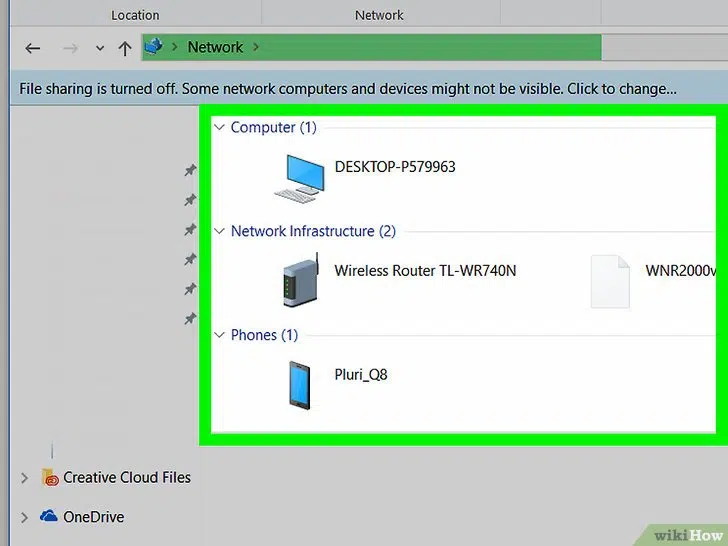 Location Network
Network
File sharing is turned off. Some network computers and devices might not be visible. Click to change...
Computer (1)
DESKTOP-P579963
Network Infrastructure (2)
Wireless Router TL-WR740N WNR2000v
Phones (1)
Pluri_Q8
Creative Cloud Files
OneDrive
wikiHow